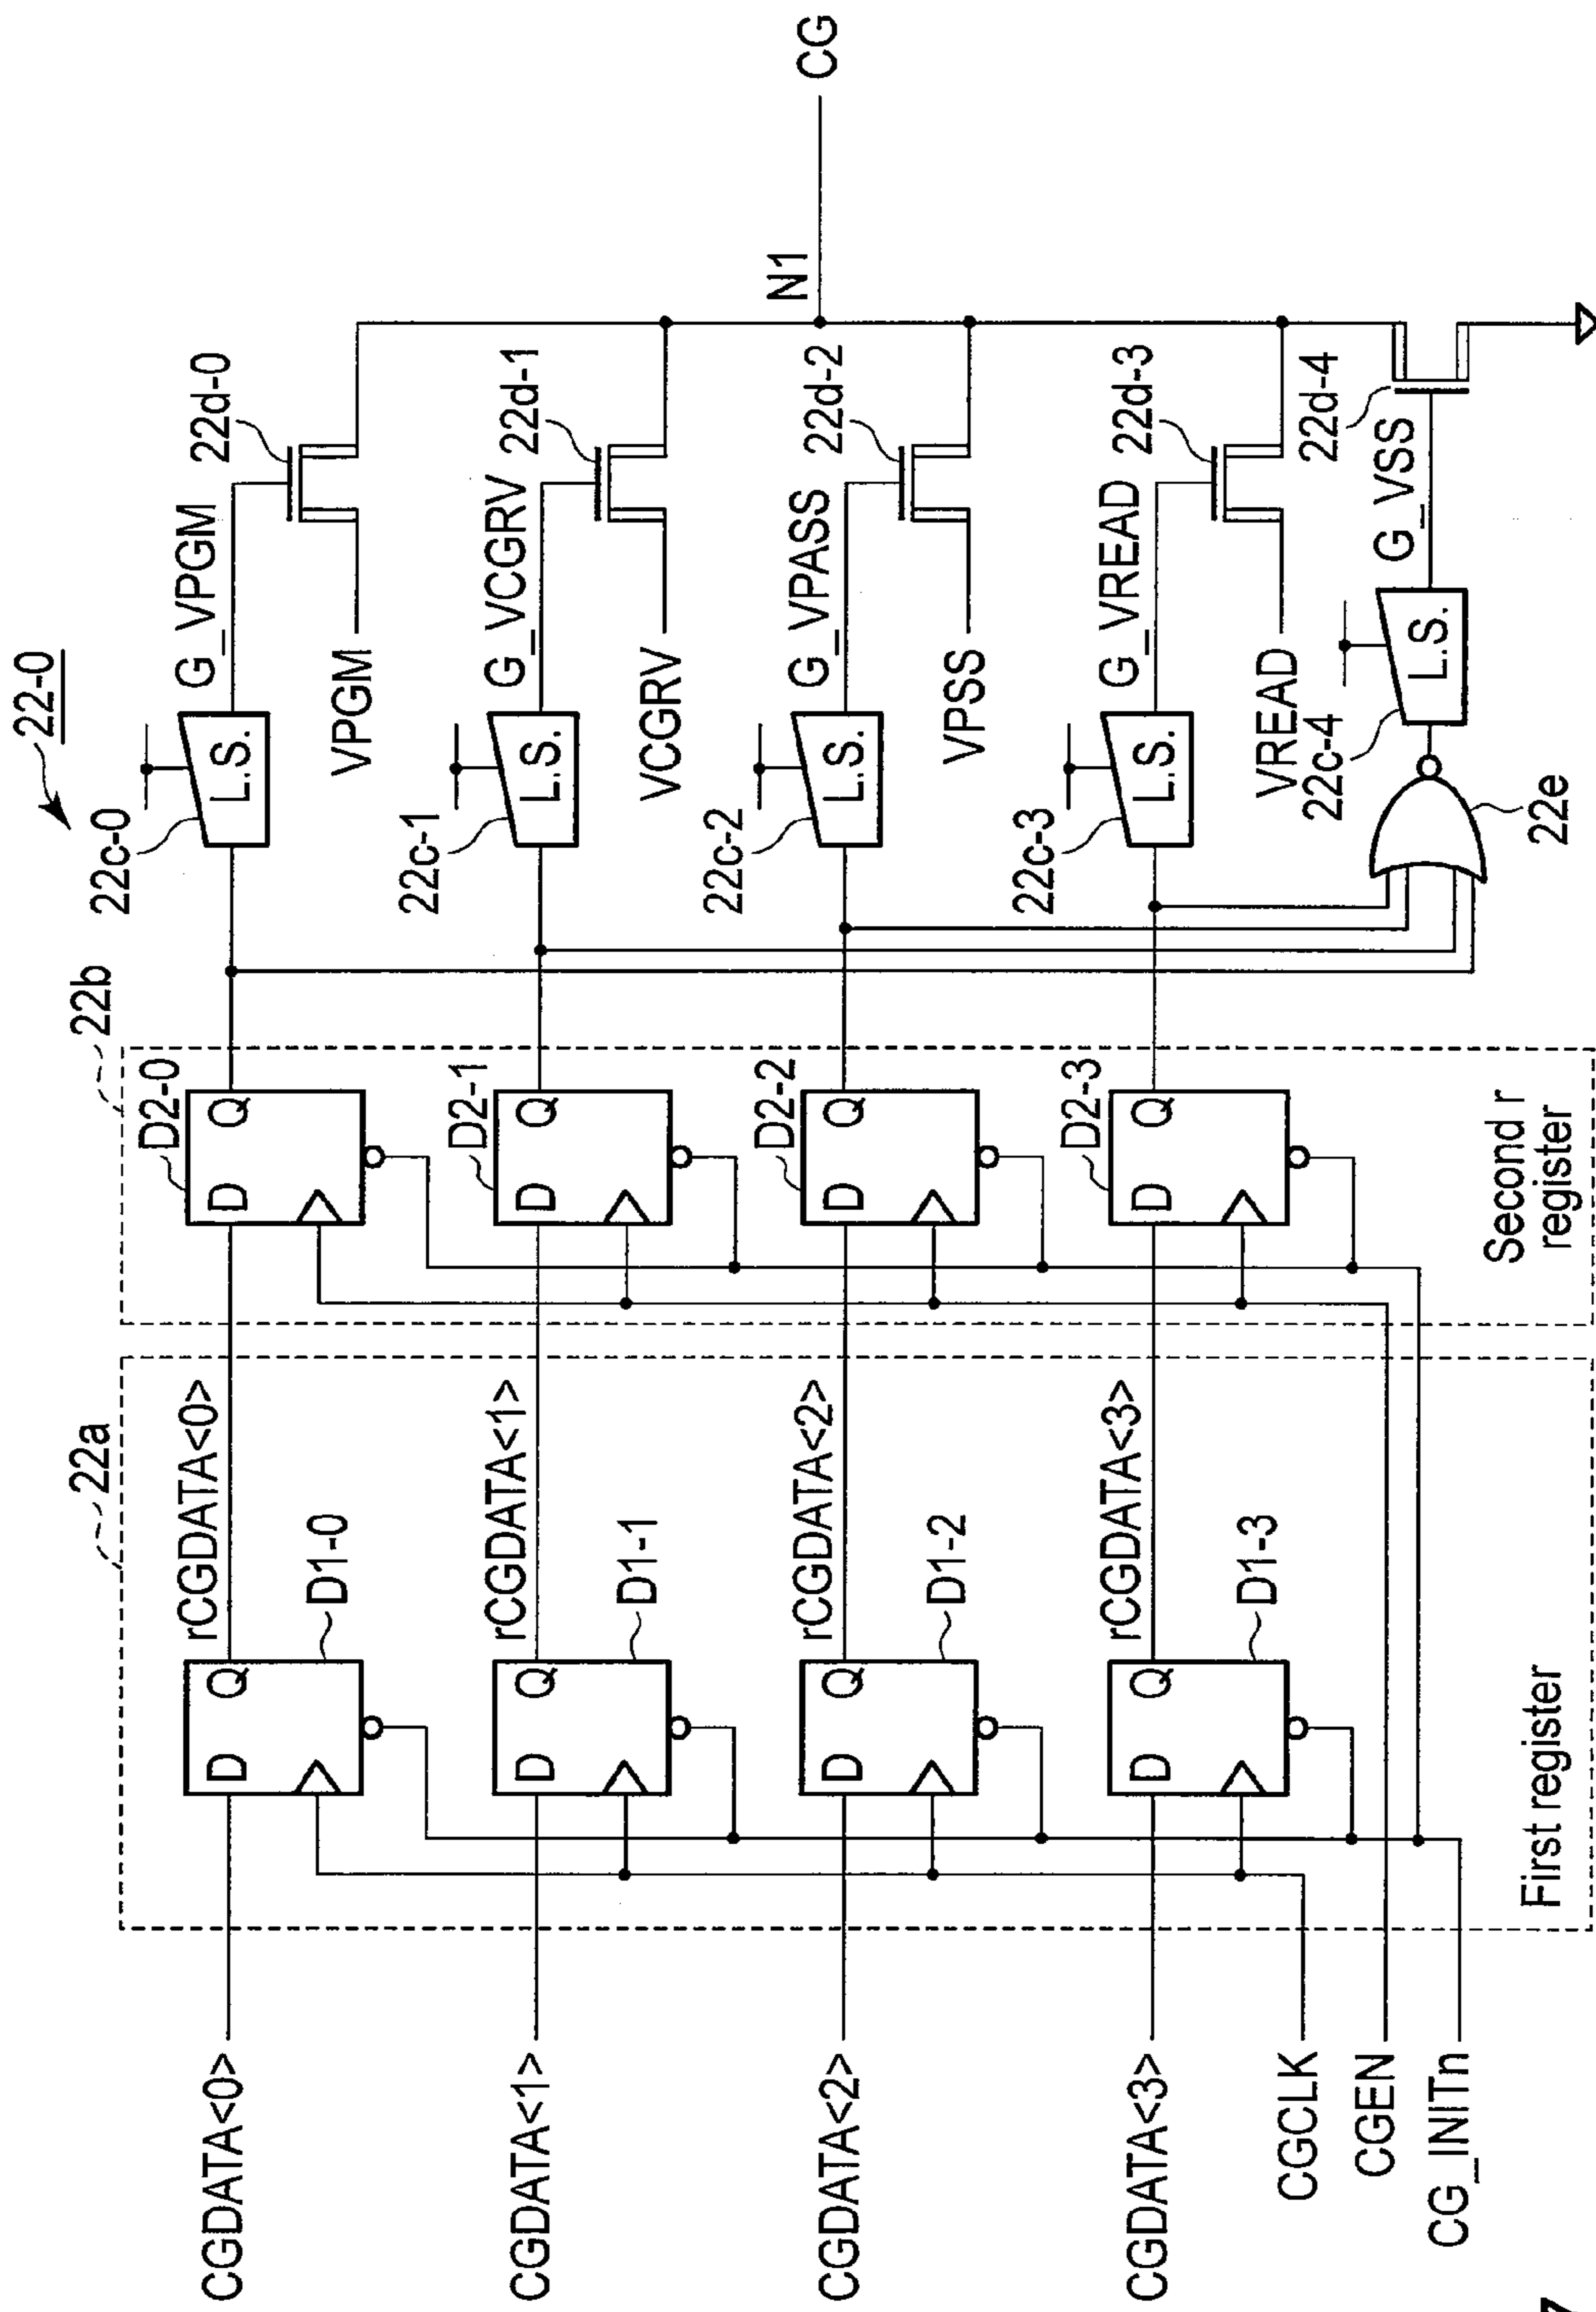 22-0
22a
22b
CGDATA<0>
D
Q
rCGDATA<0>
D1-0
D
Q
D2-0
22c-0
L.S.
G_VPGM
VPGM
22d-0
CGDATA<1>
D
Q
rCGDATA<1>
D1-1
D
Q
D2-1
22c-1
L.S.
G_VCGRV
VCGRV
22d-1
N1
CG
CGDATA<2>
D
Q
rCGDATA<2>
D1-2
D
Q
D2-2
22c-2
L.S.
G_VPASS
VPSS
22d-2
CGDATA<3>
D
Q
rCGDATA<3>
D1-3
D
Q
D2-3
22c-3
L.S.
G_VREAD
VREAD
22d-3
CGCLK
CGEN
CG_INITn
22e
22c-4
L.S.
G_VSS
22d-4
First register
Second r
register
7